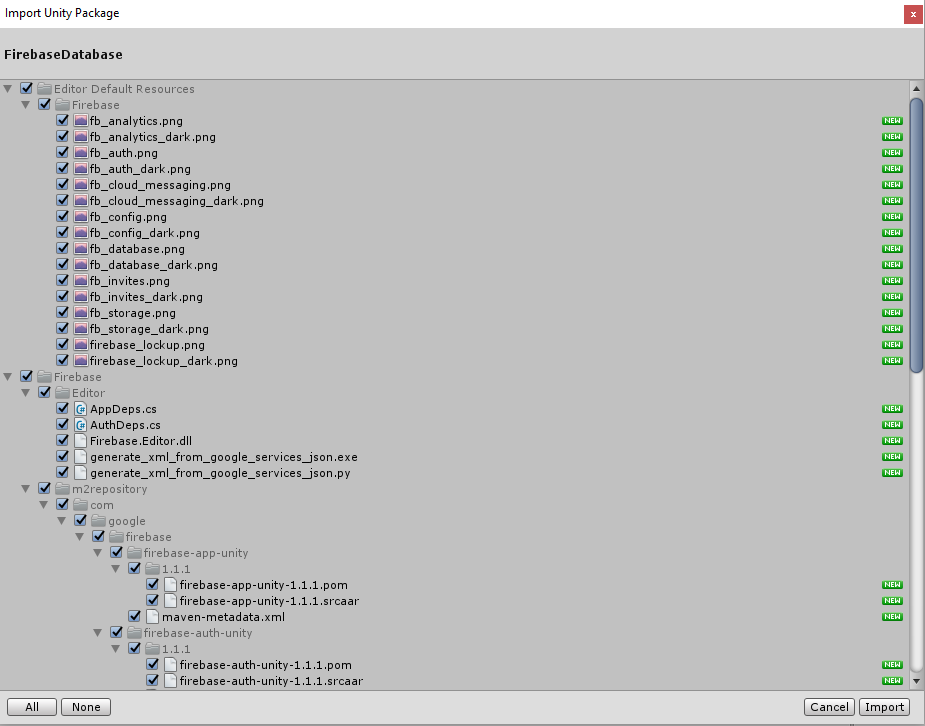 Import Unity Package
x
FirebaseDatabase
Editor Default Resources
Firebase
fb_analytics.png NEW
fb_analytics_dark.png NEW
fb_auth.png NEW
fb_auth_dark.png NEW
fb_cloud_messaging.png NEW
fb_cloud_messaging_dark.png NEW
fb_config.png NEW
fb_config_dark.png NEW
fb_database.png NEW
fb_database_dark.png NEW
fb_invites.png NEW
fb_invites_dark.png NEW
fb_storage.png NEW
fb_storage_dark.png NEW
firebase_lockup.png NEW
firebase_lockup_dark.png NEW
Firebase
Editor
AppDeps.cs NEW
AuthDeps.cs NEW
Firebase.Editor.dll NEW
generate_xml_from_google_services_json.exe NEW
generate_xml_from_google_services_json.py NEW
m2repository
com
google
firebase
firebase-app-unity
1.1.1
firebase-app-unity-1.1.1.pom NEW
firebase-app-unity-1.1.1.srcaar NEW
maven-metadata.xml NEW
firebase-auth-unity
1.1.1
firebase-auth-unity-1.1.1.pom NEW
firebase-auth-unity-1.1.1.srcaar NEW
All None Cancel Import